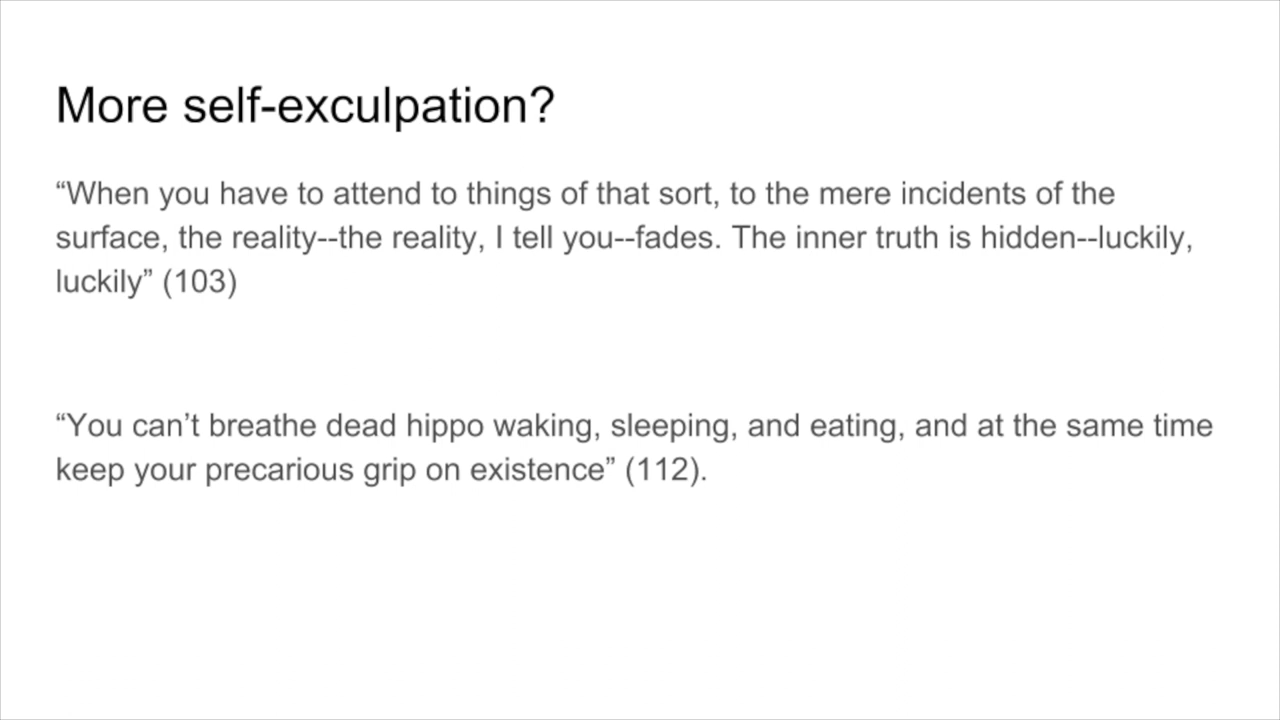 More self-exculpation?
“When you have to attend to things of that sort, to the mere incidents of the
surface, the reality--the reality, I tell you--fades. The inner truth is hidden--luckily,
luckily” (103)
“You can’t breathe dead hippo waking, sleeping, and eating, and at the same time
keep your precarious grip on existence” (112).